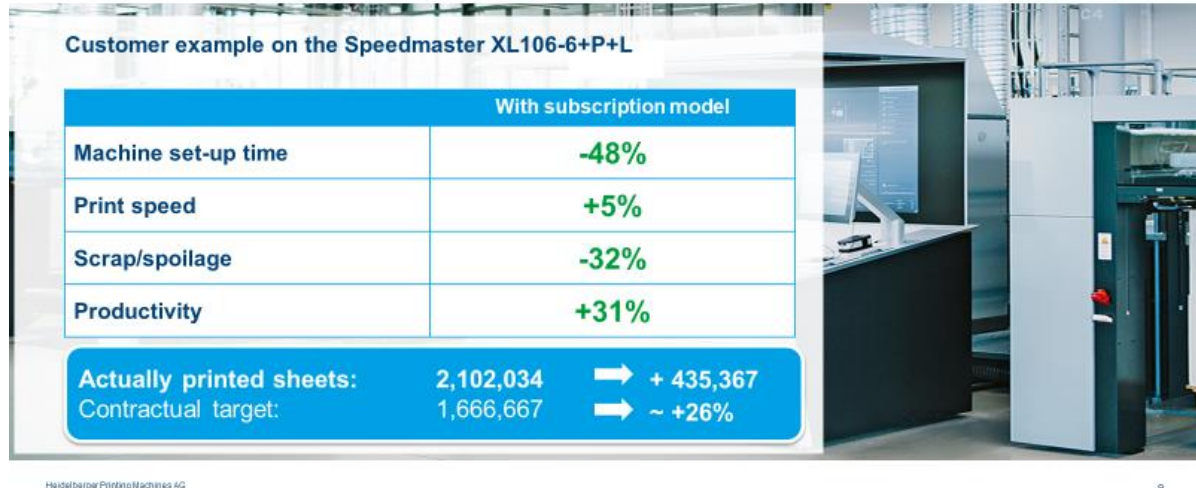 Customer example on the Speedmaster XL106-6+P+L
With subscription model
Machine set-up time -48%
Print speed +5%
Scrap/spoilage -32%
Productivity +31%
Actually printed sheets: 2,102,034 + 435,367
Contractual target: 1,666,667 ~ +26%
Heidelberger Printing Machines AG
9